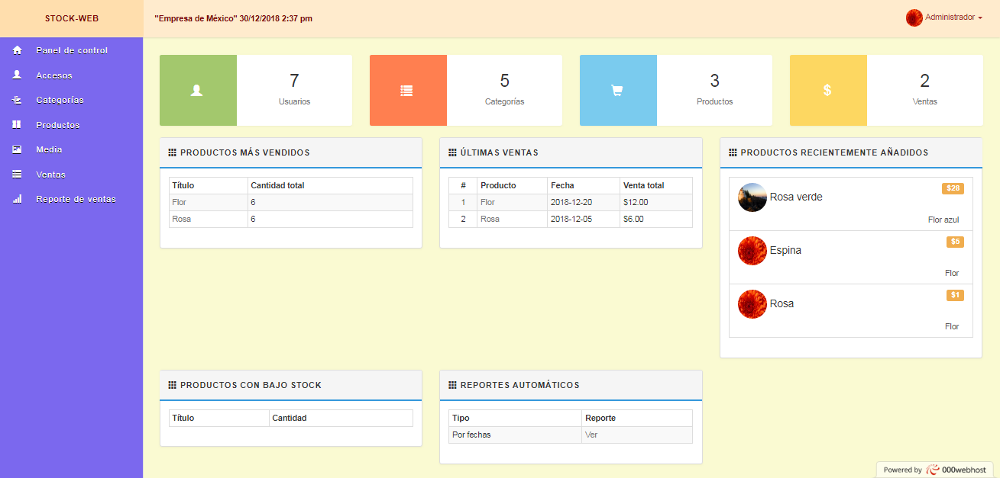 STOCK-WEB
"Empresa de México" 30/12/2018 2:37 pm
Administrador
Panel de control
Accesos
Categorías
Productos
Media
Ventas
Reporte de ventas
7
Usuarios
5
Categorías
3
Productos
$
2
Ventas
PRODUCTOS MÁS VENDIDOS
Título Cantidad total
Flor 6
Rosa 6
ÚLTIMAS VENTAS
# Producto Fecha Venta total
1 Flor 2018-12-20 $12.00
2 Rosa 2018-12-05 $6.00
PRODUCTOS RECIENTEMENTE AÑADIDOS
Rosa verde $28
Flor azul
Espina $5
Flor
Rosa $1
Flor
PRODUCTOS CON BAJO STOCK
Título Cantidad
REPORTES AUTOMÁTICOS
Tipo Reporte
Por fechas Ver
Powered by 000webhost